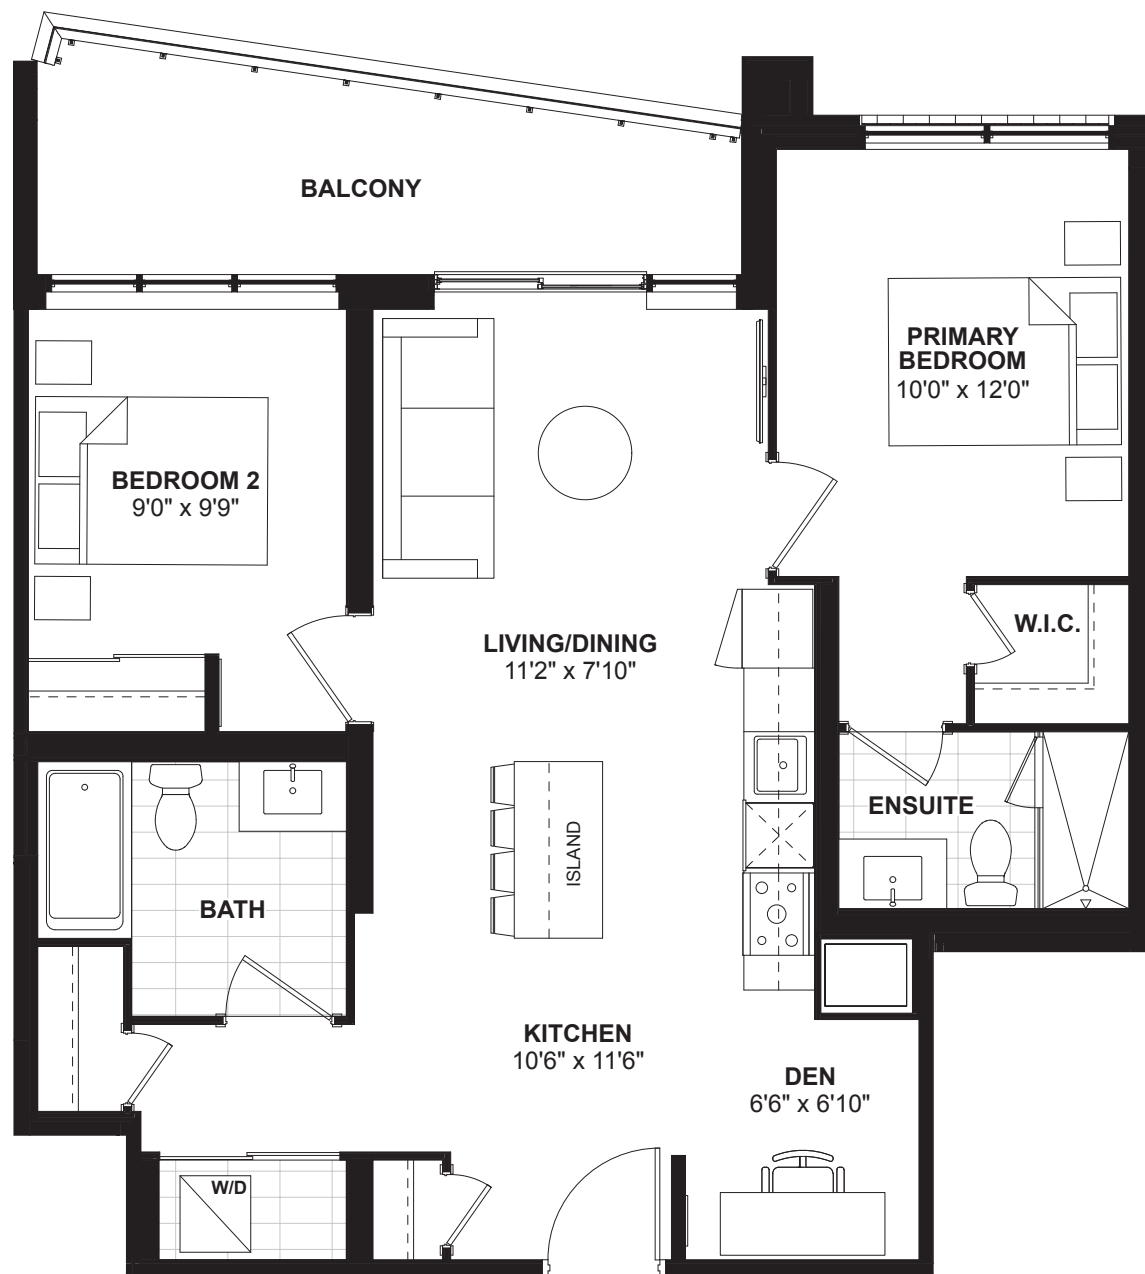 BALCONY
PRIMARY
BEDROOM
10'0" x 12'0"
BEDROOM 2
9'0" x 9'9"
LIVING/DINING
11'2" x 7'10"
W.I.C.
ENSUITE
ISLAND
BATH
KITCHEN
10'6" x 11'6"
DEN
6'6" x 6'10"
W/D